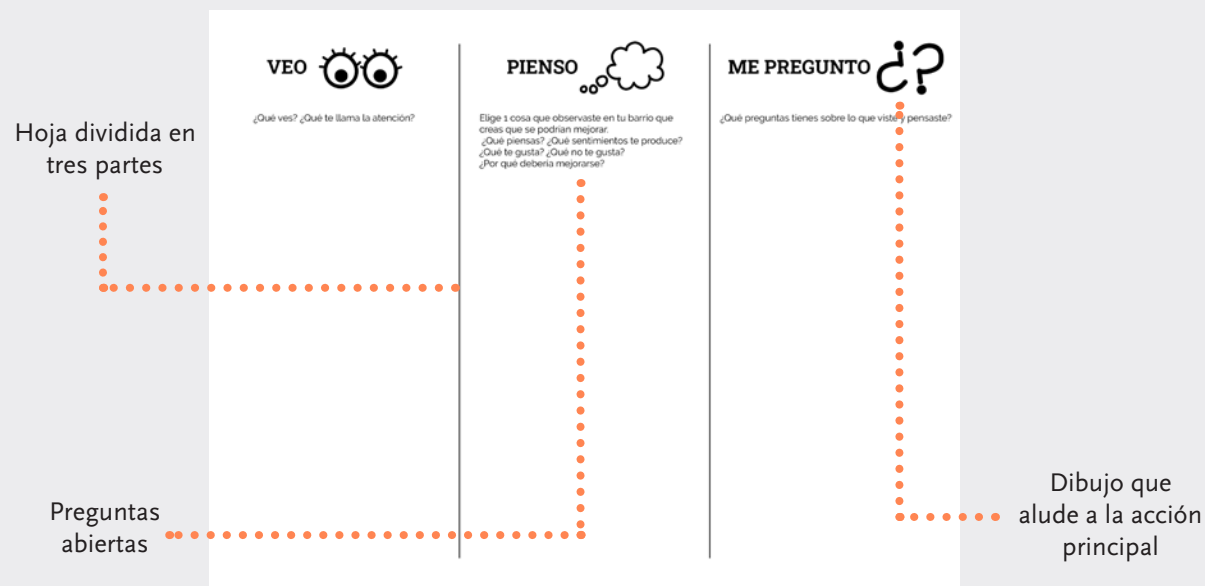 VEO
¿Qué ves? ¿Qué te llama la atención?
PIENSO
Elige 1 cosa que observaste en tu barrio que
creas que se podrían mejorar.
¿Qué piensas? ¿Qué sentimientos te produce?
¿Qué te gusta? ¿Qué no te gusta?
¿Por qué debería mejorarse?
ME PREGUNTO ¿?
¿Qué preguntas tienes sobre lo que viste y pensaste?
Hoja dividida en
tres partes
Preguntas
abiertas
Dibujo que
alude a la acción
principal